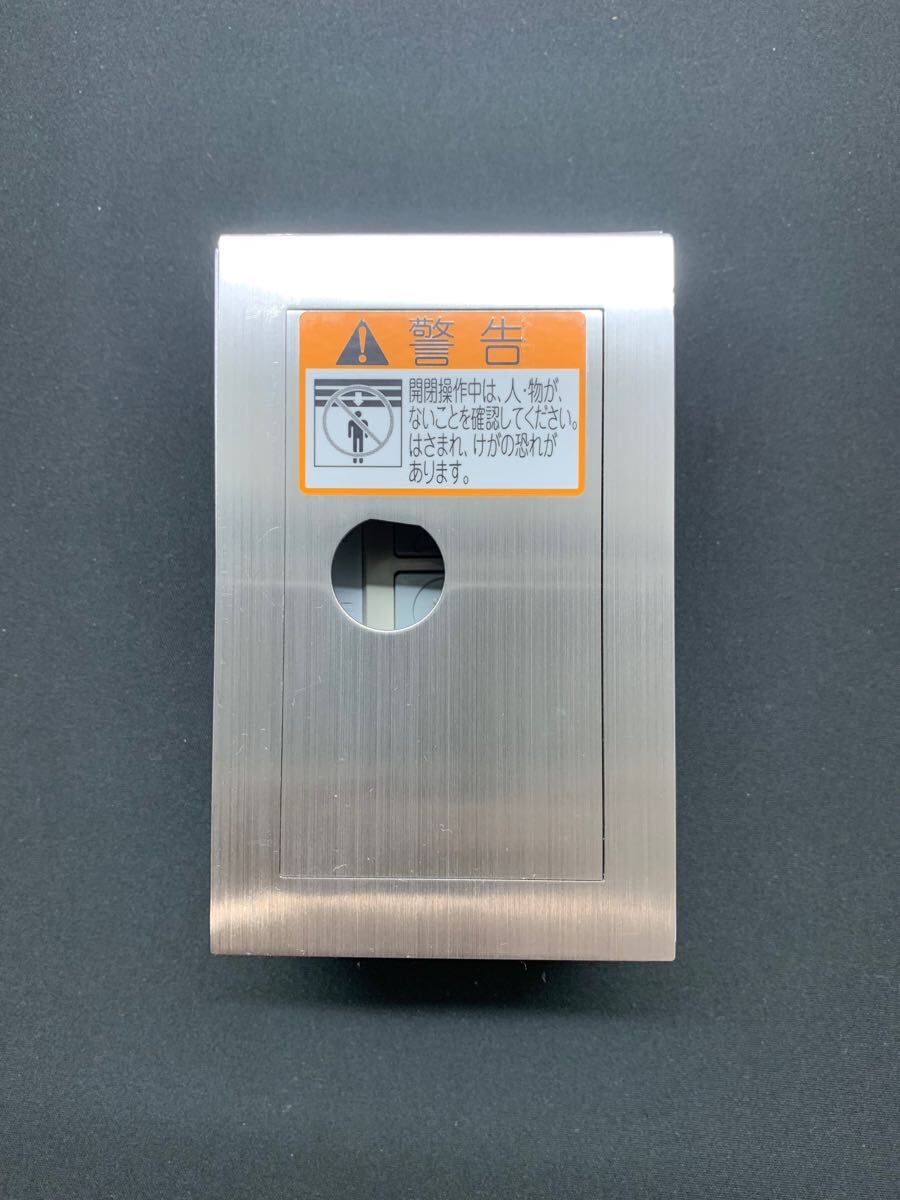 警告
開閉操作中は、人・物が、
ないことを確認してください。
はさまれ、けがの恐れが
あります。